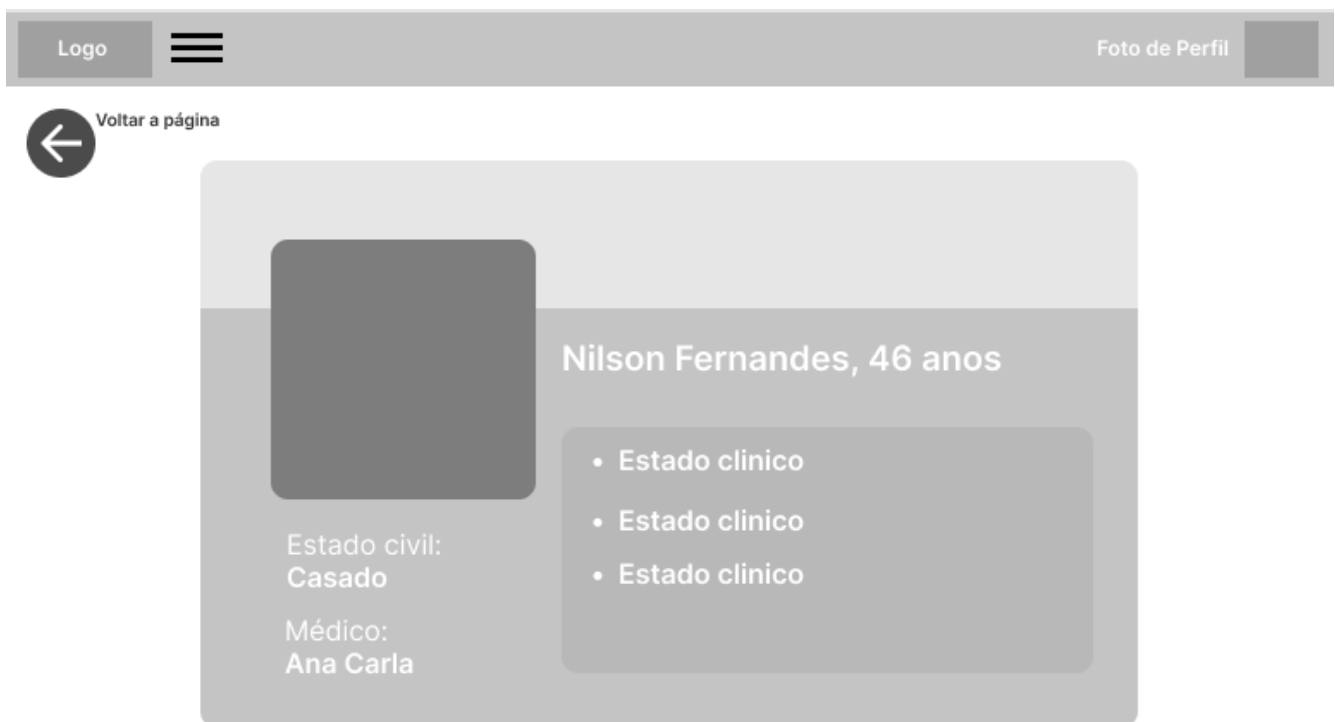 Logo
Foto de Perfil
Voltar a página
Nilson Fernandes, 46 anos
• Estado clinico
• Estado clinico
• Estado clinico
Estado civil:
Casado
Médico:
Ana Carla